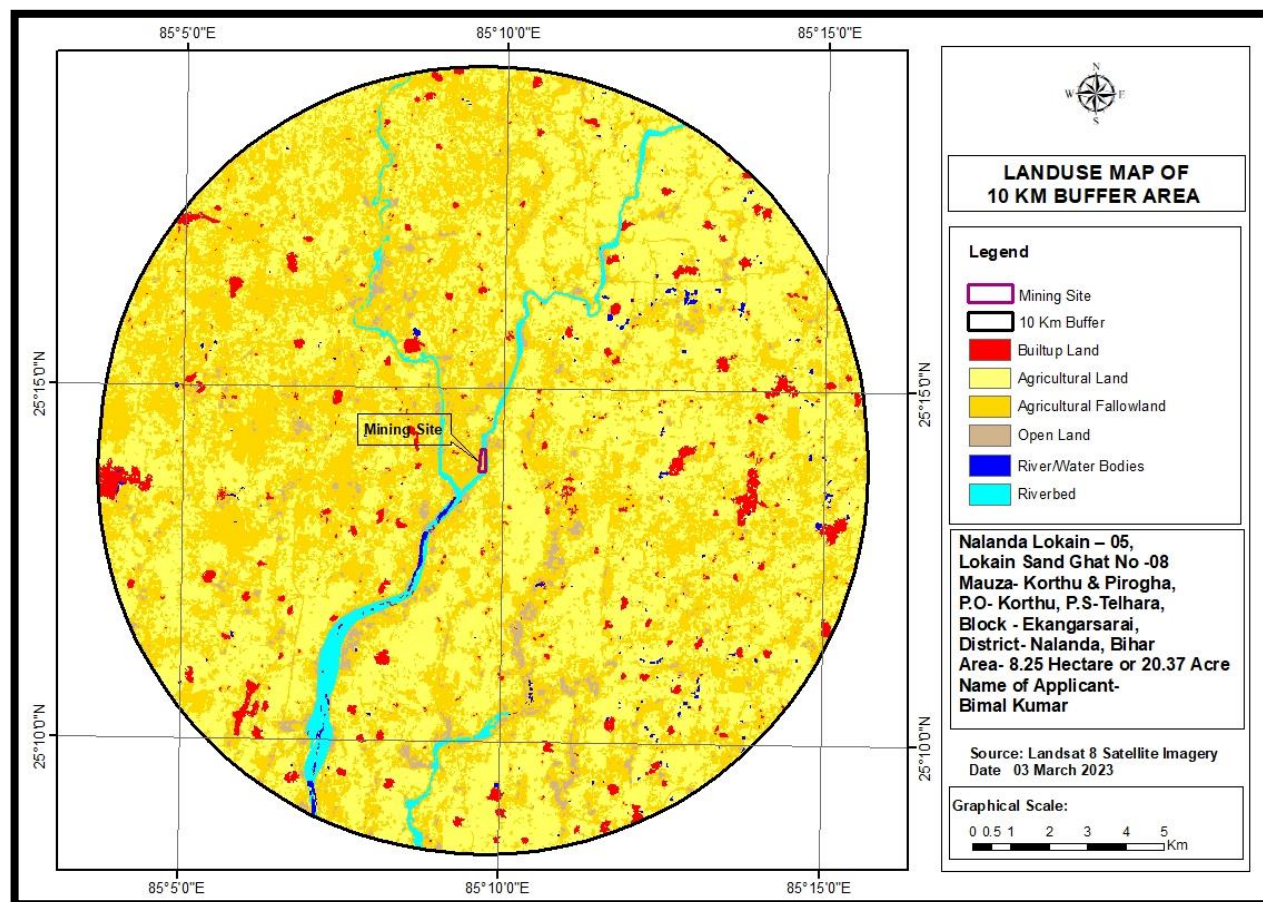 85°5'0"E
85°10'0"E
85°15'0"E
25°15'0"N
25°10'0"N
Mining Site
25°15'0"N
25°10'0"N
85°5'0"E
85°10'0"E
85°15'0"E
N
W E
S
LANDUSE MAP OF
10 KM BUFFER AREA
Legend
Mining Site
10 Km Buffer
Builtup Land
Agricultural Land
Agricultural Fallowland
Open Land
River/Water Bodies
Riverbed
Nalanda Lokain – 05,
Lokain Sand Ghat No -08
Mauza- Korthu & Pirogha,
P.O- Korthu, P.S-Telhara,
Block - Ekangarsarai,
District- Nalanda, Bihar
Area- 8.25 Hectare or 20.37 Acre
Name of Applicant-
Bimal Kumar
Source: Landsat 8 Satellite Imagery
Date 03 March 2023
Graphical Scale:
0 0.5 1 2 3 4 5
Km